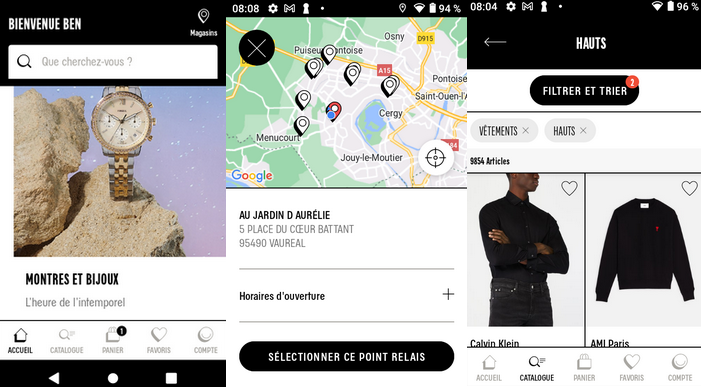 BIENVENUE BEN
Magasins
Que cherchez-vous ?
MONTRES ET BIJOUX
L'heure de l'intemporel
1
ACCUEIL
CATALOGUE
PANIER
FAVORIS
COMPTE
08:08
94 %
Osny
D915
Puiseux-Pontoise
A15
Pontoise
Saint-Ouen-l'A
Cergy
Menucourt
Jouy-le-Moutier
N184
Google
AU JARDIN D AURÉLIE
5 PLACE DU CŒUR BATTANT
95490 VAUREAL
Horaires d'ouverture
SÉLECTIONNER CE POINT RELAIS
08:04
96 %
HAUTS
FILTRER ET TRIER
2
VÊTEMENTS
HAUTS
9854 Articles
Calvin Klein
AMI Paris
ACCUEIL
CATALOGUE
PANIER
FAVORIS
COMPTE